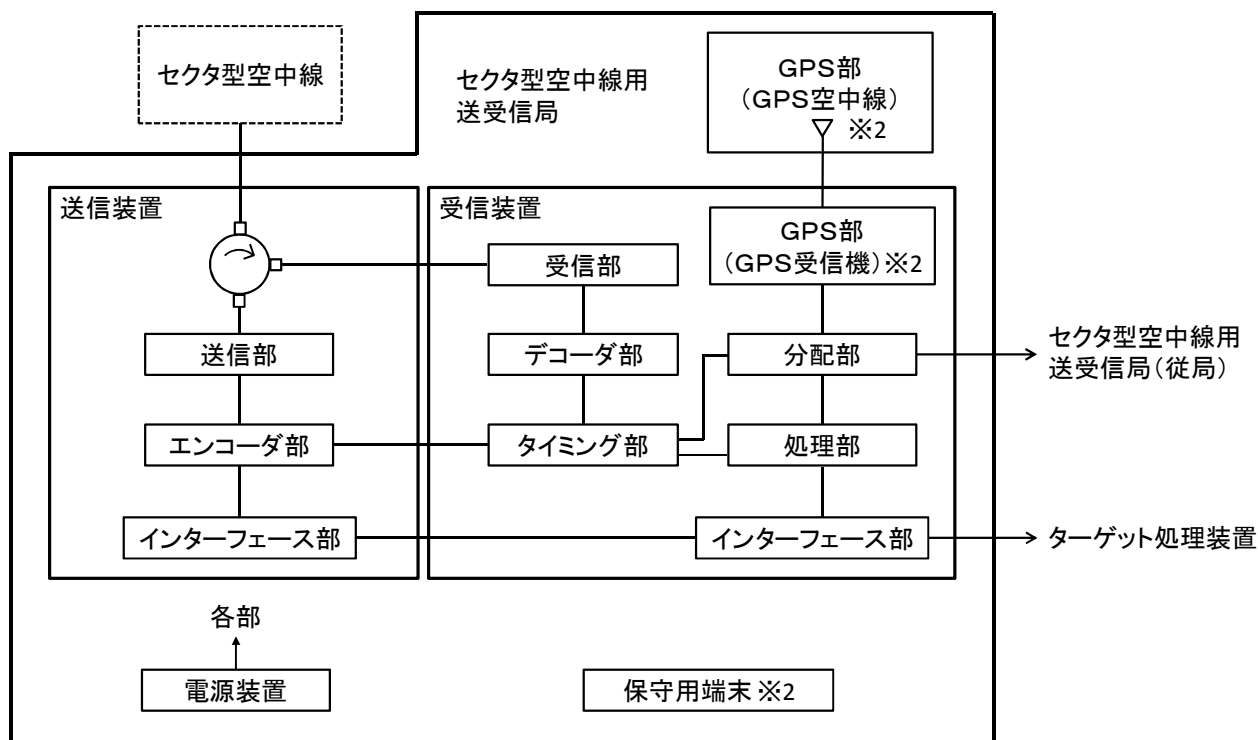 セクタ型空中線
セクタ型空中線用
送受信局
GPS部
(GPS空中線)
※2
送信装置
受信装置
GPS部
(GPS受信機)※2
受信部
送信部
デコーダ部
分配部
セクタ型空中線用
送受信局(従局)
エンコーダ部
タイミング部
処理部
インターフェース部
インターフェース部
ターゲット処理装置
各部
電源装置
保守用端末 ※2